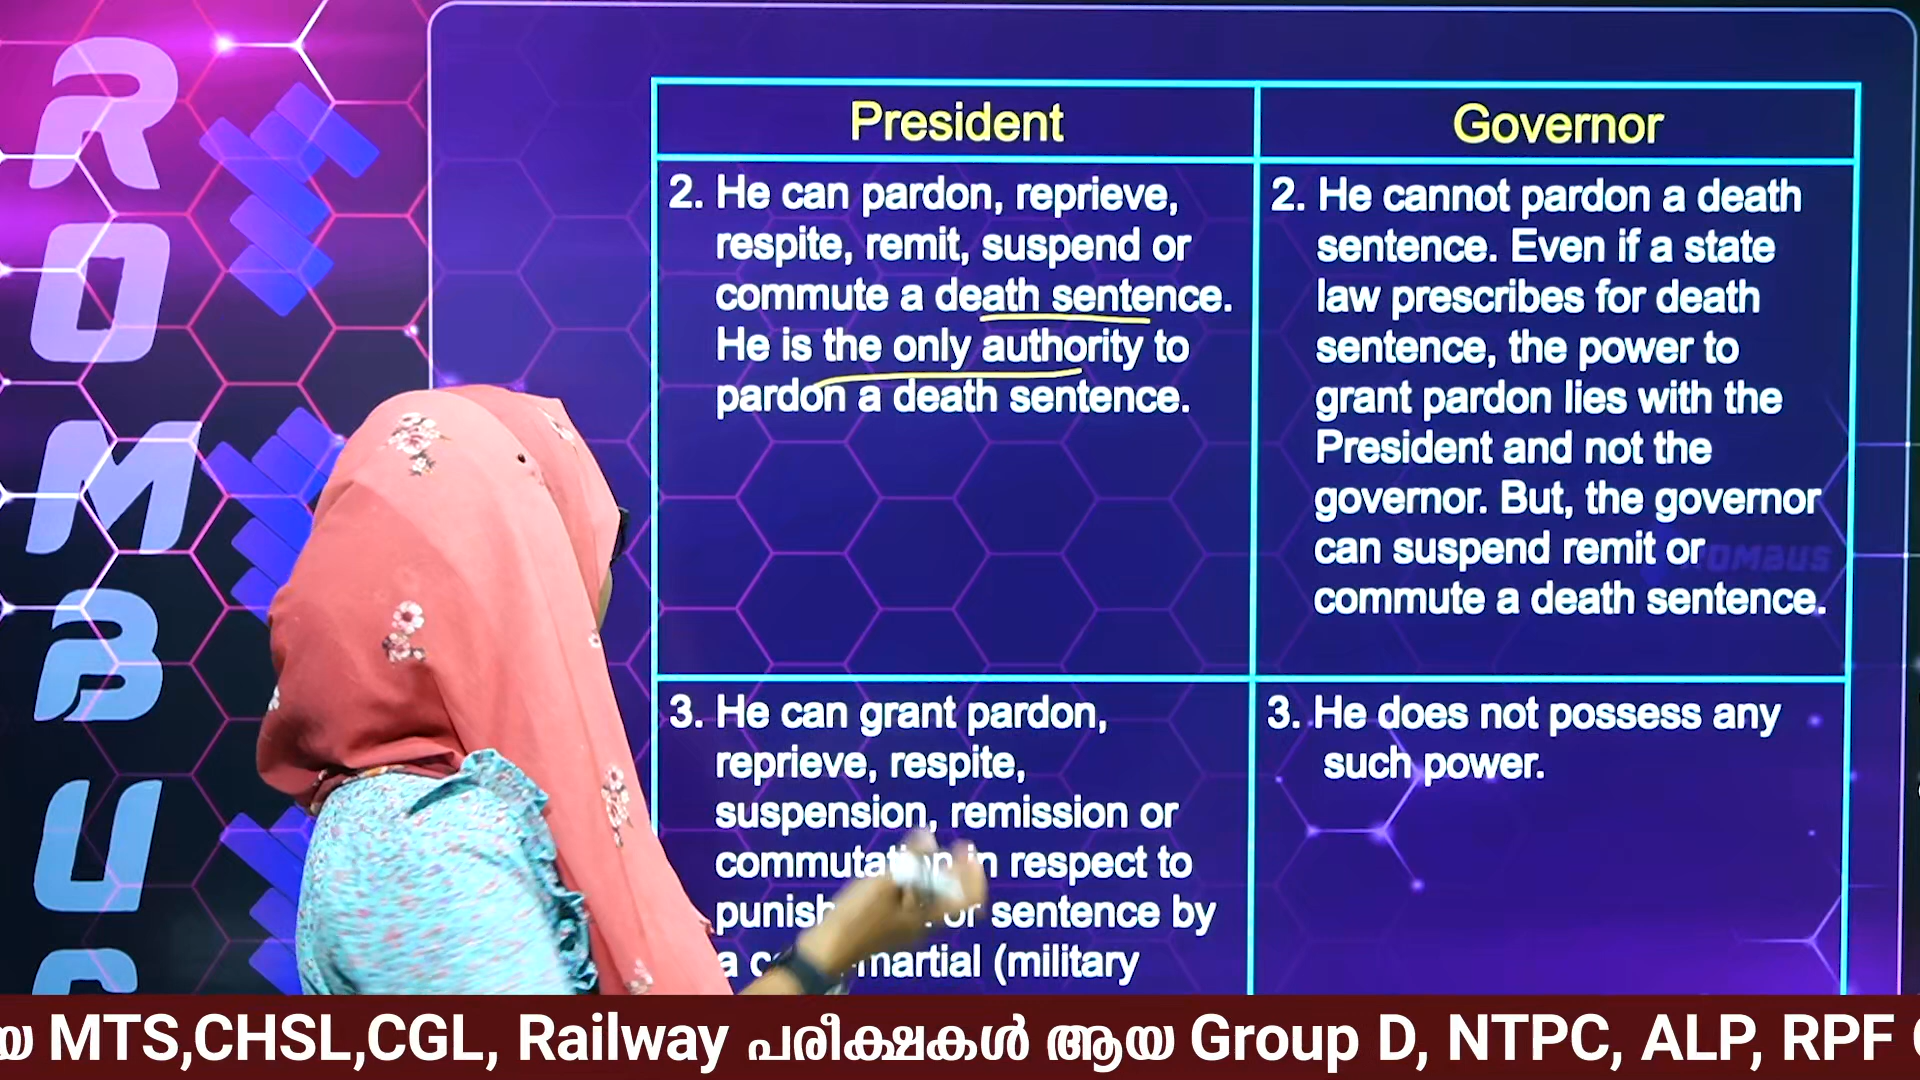 ROMBUS
President
Governor
2. He can pardon, reprieve,
respite, remit, suspend or
commute a death sentence.
He is the only authority to
pardon a death sentence.
2. He cannot pardon a death
sentence. Even if a state
law prescribes for death
sentence, the power to
grant pardon lies with the
President and not the
governor. But, the governor
can suspend remit or
commute a death sentence.
3. He can grant pardon,
reprieve, respite,
suspension, remission or
in respect to
sentence by
a martial (military
3. He does not possess any
such power.
MTS,CHSL,CGL, Railway പരീക്ഷകൾ ആയ Group D, NTPC, ALP, RPF